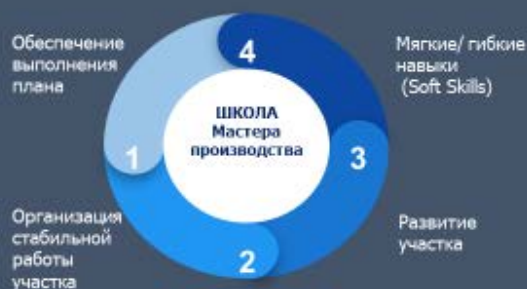 Обеспечение
выполнения
плана
4
Мягкие/ гибкие
навыки
(Soft Skills)
ШКОЛА
Мастера
производства
1
3
Организация
стабильной
работы
участка
2
Развитие
участка